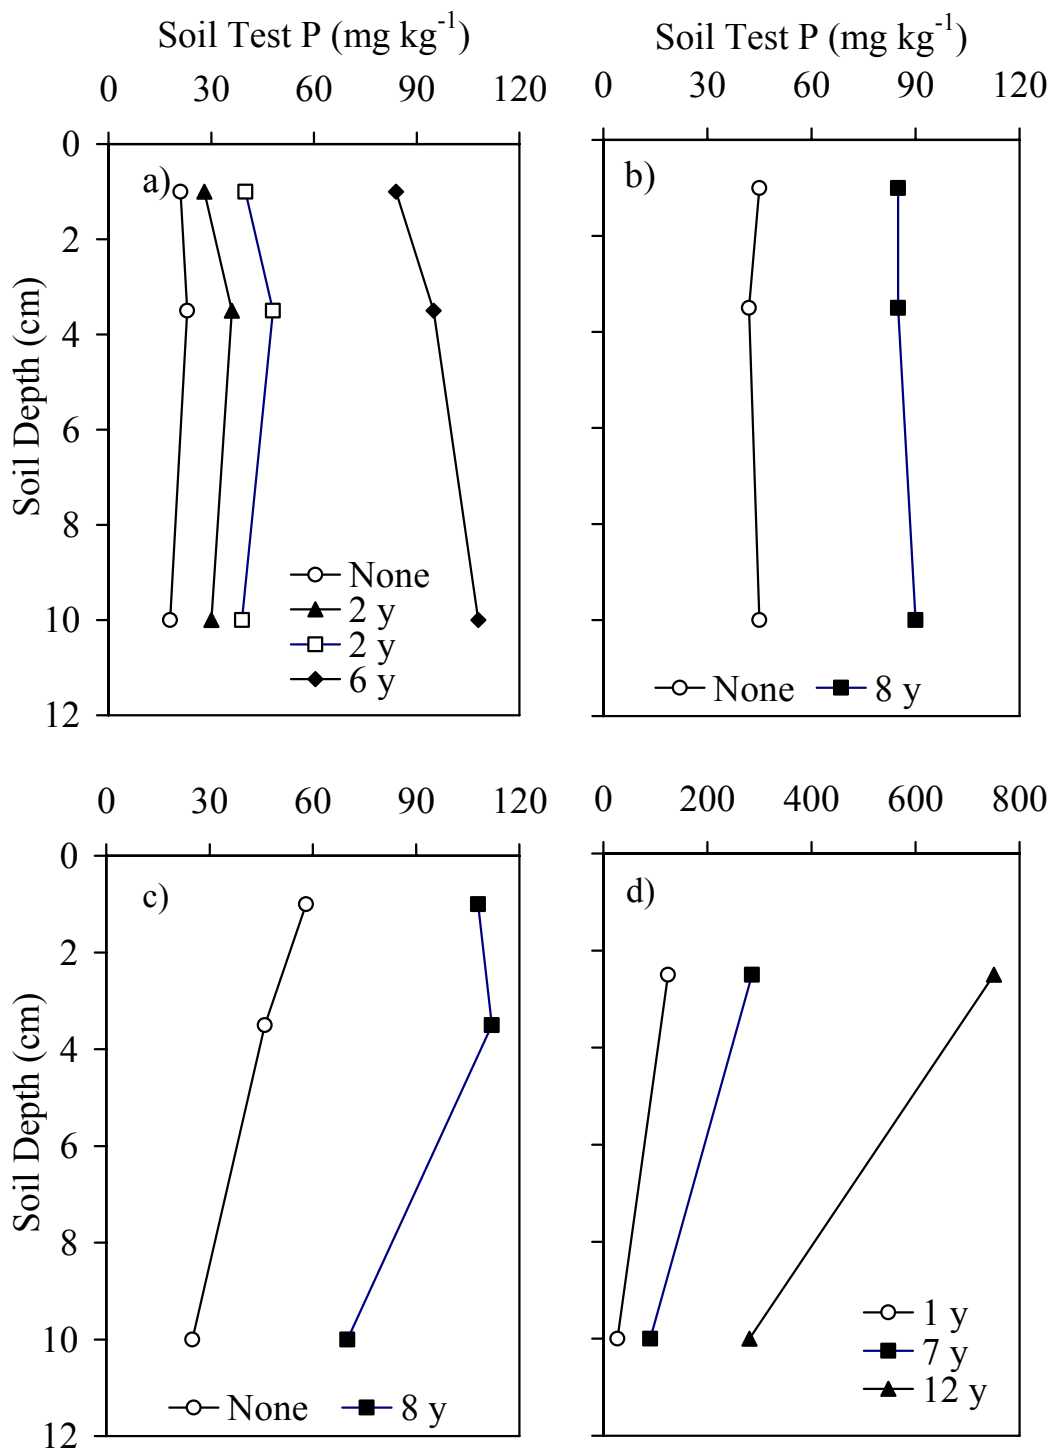 Soil Test P (mg kg⁻¹)
0 30 60 90 120
Soil Test P (mg kg⁻¹)
0 30 60 90 120
Soil Depth (cm)
0
2
4
6
8
10
12
a)
None
2 y
2 y
6 y
b)
None 8 y
0 30 60 90 120
0 200 400 600 800
Soil Depth (cm)
0
2
4
6
8
10
12
c)
None 8 y
d)
1 y
7 y
12 y